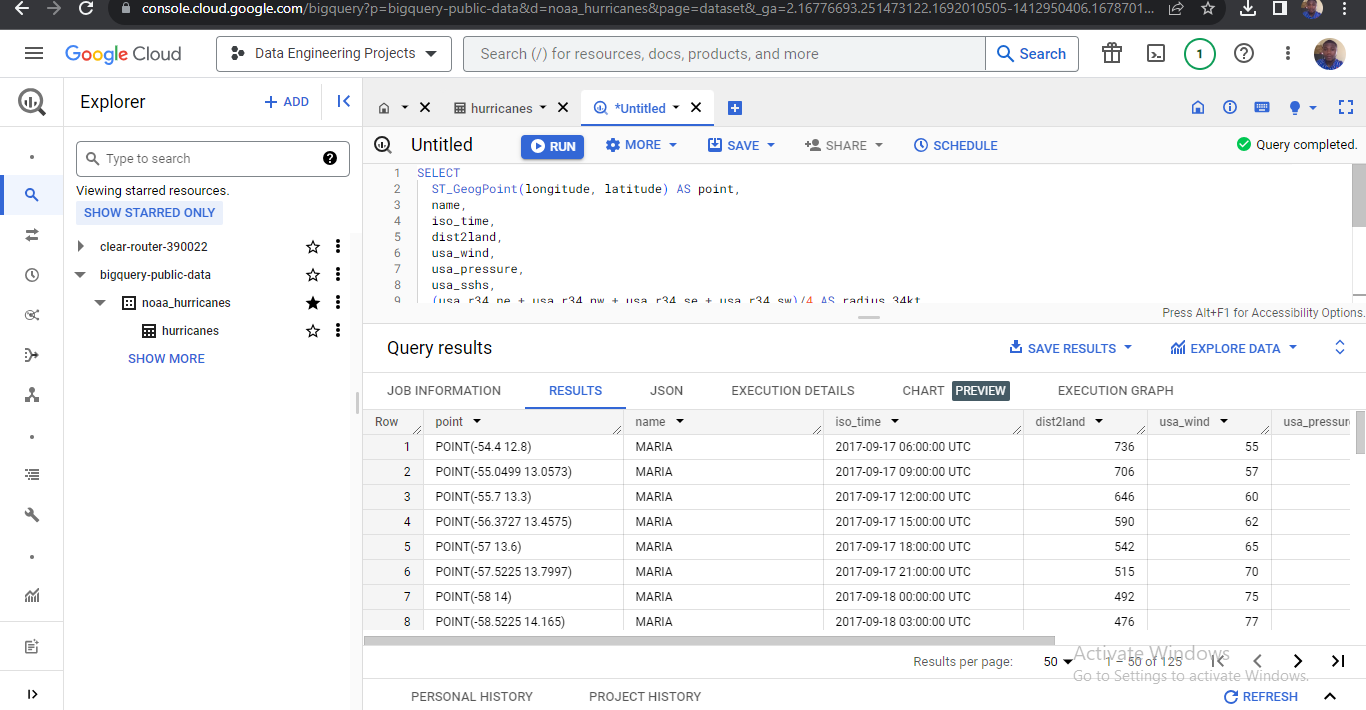 console.cloud.google.com/bigquery?p=bigquery-public-data&d=noaa_hurricanes&page=dataset&_ga=2.16776693.251473122.1692010505-1412950406.1678701...
Google Cloud
Data Engineering Projects
Search (/) for resources, docs, products, and more
Search
1
Explorer
+ ADD
hurricanes
*Untitled
Untitled
RUN
MORE
SAVE
SHARE
SCHEDULE
Query completed.
Type to search
Viewing starred resources.
SHOW STARRED ONLY
clear-router-390022
bigquery-public-data
noaa_hurricanes
hurricanes
SHOW MORE
1 SELECT
2 ST_GeogPoint(longitude, latitude) AS point,
3 name,
4 iso_time,
5 dist2land,
6 usa_wind,
7 usa_pressure,
8 usa_sshs,
9 (usa_r34_ne + usa_r34_nw + usa_r34_se + usa_r34_sw)/4 AS radius_34kt
Press Alt+F1 for Accessibility Options.
Query results
SAVE RESULTS
EXPLORE DATA
JOB INFORMATION RESULTS JSON EXECUTION DETAILS CHART PREVIEW EXECUTION GRAPH
Row point name iso_time dist2land usa_wind usa_pressur
1 POINT(-54.4 12.8) MARIA 2017-09-17 06:00:00 UTC 736 55
2 POINT(-55.0499 13.0573) MARIA 2017-09-17 09:00:00 UTC 706 57
3 POINT(-55.7 13.3) MARIA 2017-09-17 12:00:00 UTC 646 60
4 POINT(-56.3727 13.4575) MARIA 2017-09-17 15:00:00 UTC 590 62
5 POINT(-57 13.6) MARIA 2017-09-17 18:00:00 UTC 542 65
6 POINT(-57.5225 13.7997) MARIA 2017-09-17 21:00:00 UTC 515 70
7 POINT(-58 14) MARIA 2017-09-18 00:00:00 UTC 492 75
8 POINT(-58.5225 14.165) MARIA 2017-09-18 03:00:00 UTC 476 77
Results per page: 50 1 – 50 of 125
Activate Windows
Go to Settings to activate Windows.
PERSONAL HISTORY PROJECT HISTORY
REFRESH